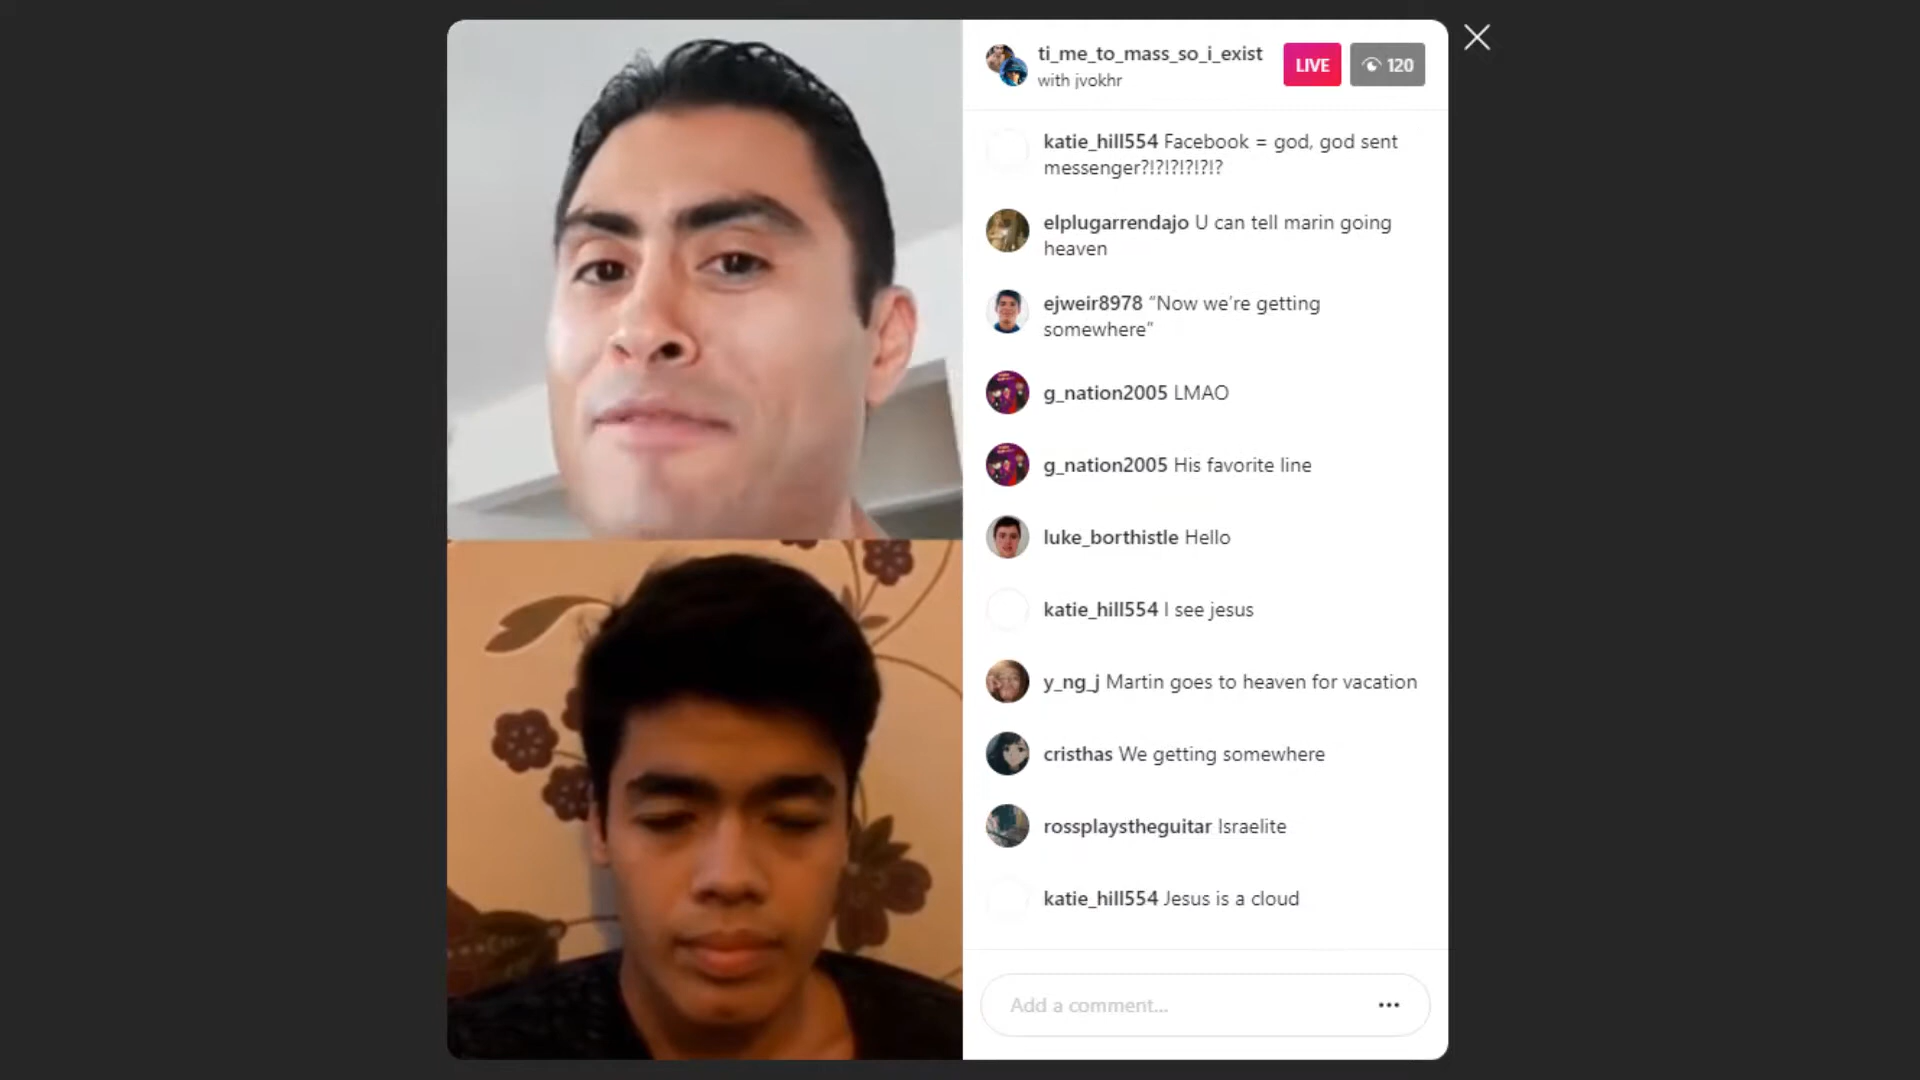 ti_me_to_mass_so_i_exist
with jvokhr
LIVE
120
katie_hill554 Facebook = god, god sent
messenger?!?!?!?!?!?
elplugarrendajo U can tell marin going
heaven
ejweir8978 “Now we’re getting
somewhere”
g_nation2005 LMAO
g_nation2005 His favorite line
luke_borthistle Hello
katie_hill554 I see jesus
y_ng_j Martin goes to heaven for vacation
cristhas We getting somewhere
rossplaystheguitar Israelite
katie_hill554 Jesus is a cloud
Add a comment...